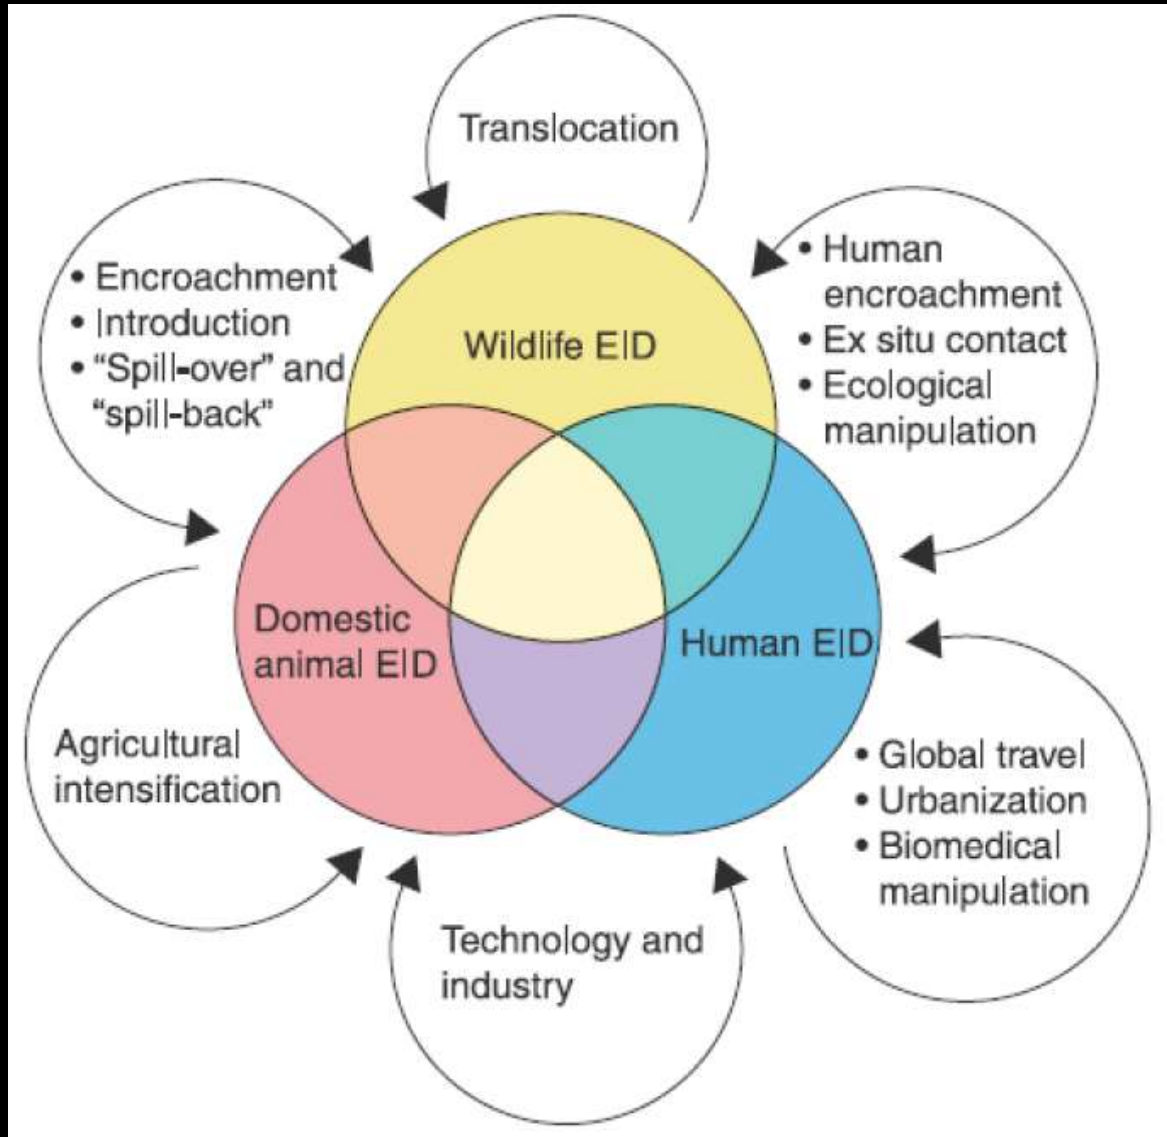 Translocation
• Encroachment
• Introduction
• “Spill-over” and
“spill-back”
• Human
encroachment
• Ex situ contact
• Ecological
manipulation
Wildlife EID
Domestic
animal EID
Human EID
Agricultural
intensification
• Global travel
• Urbanization
• Biomedical
manipulation
Technology and
industry